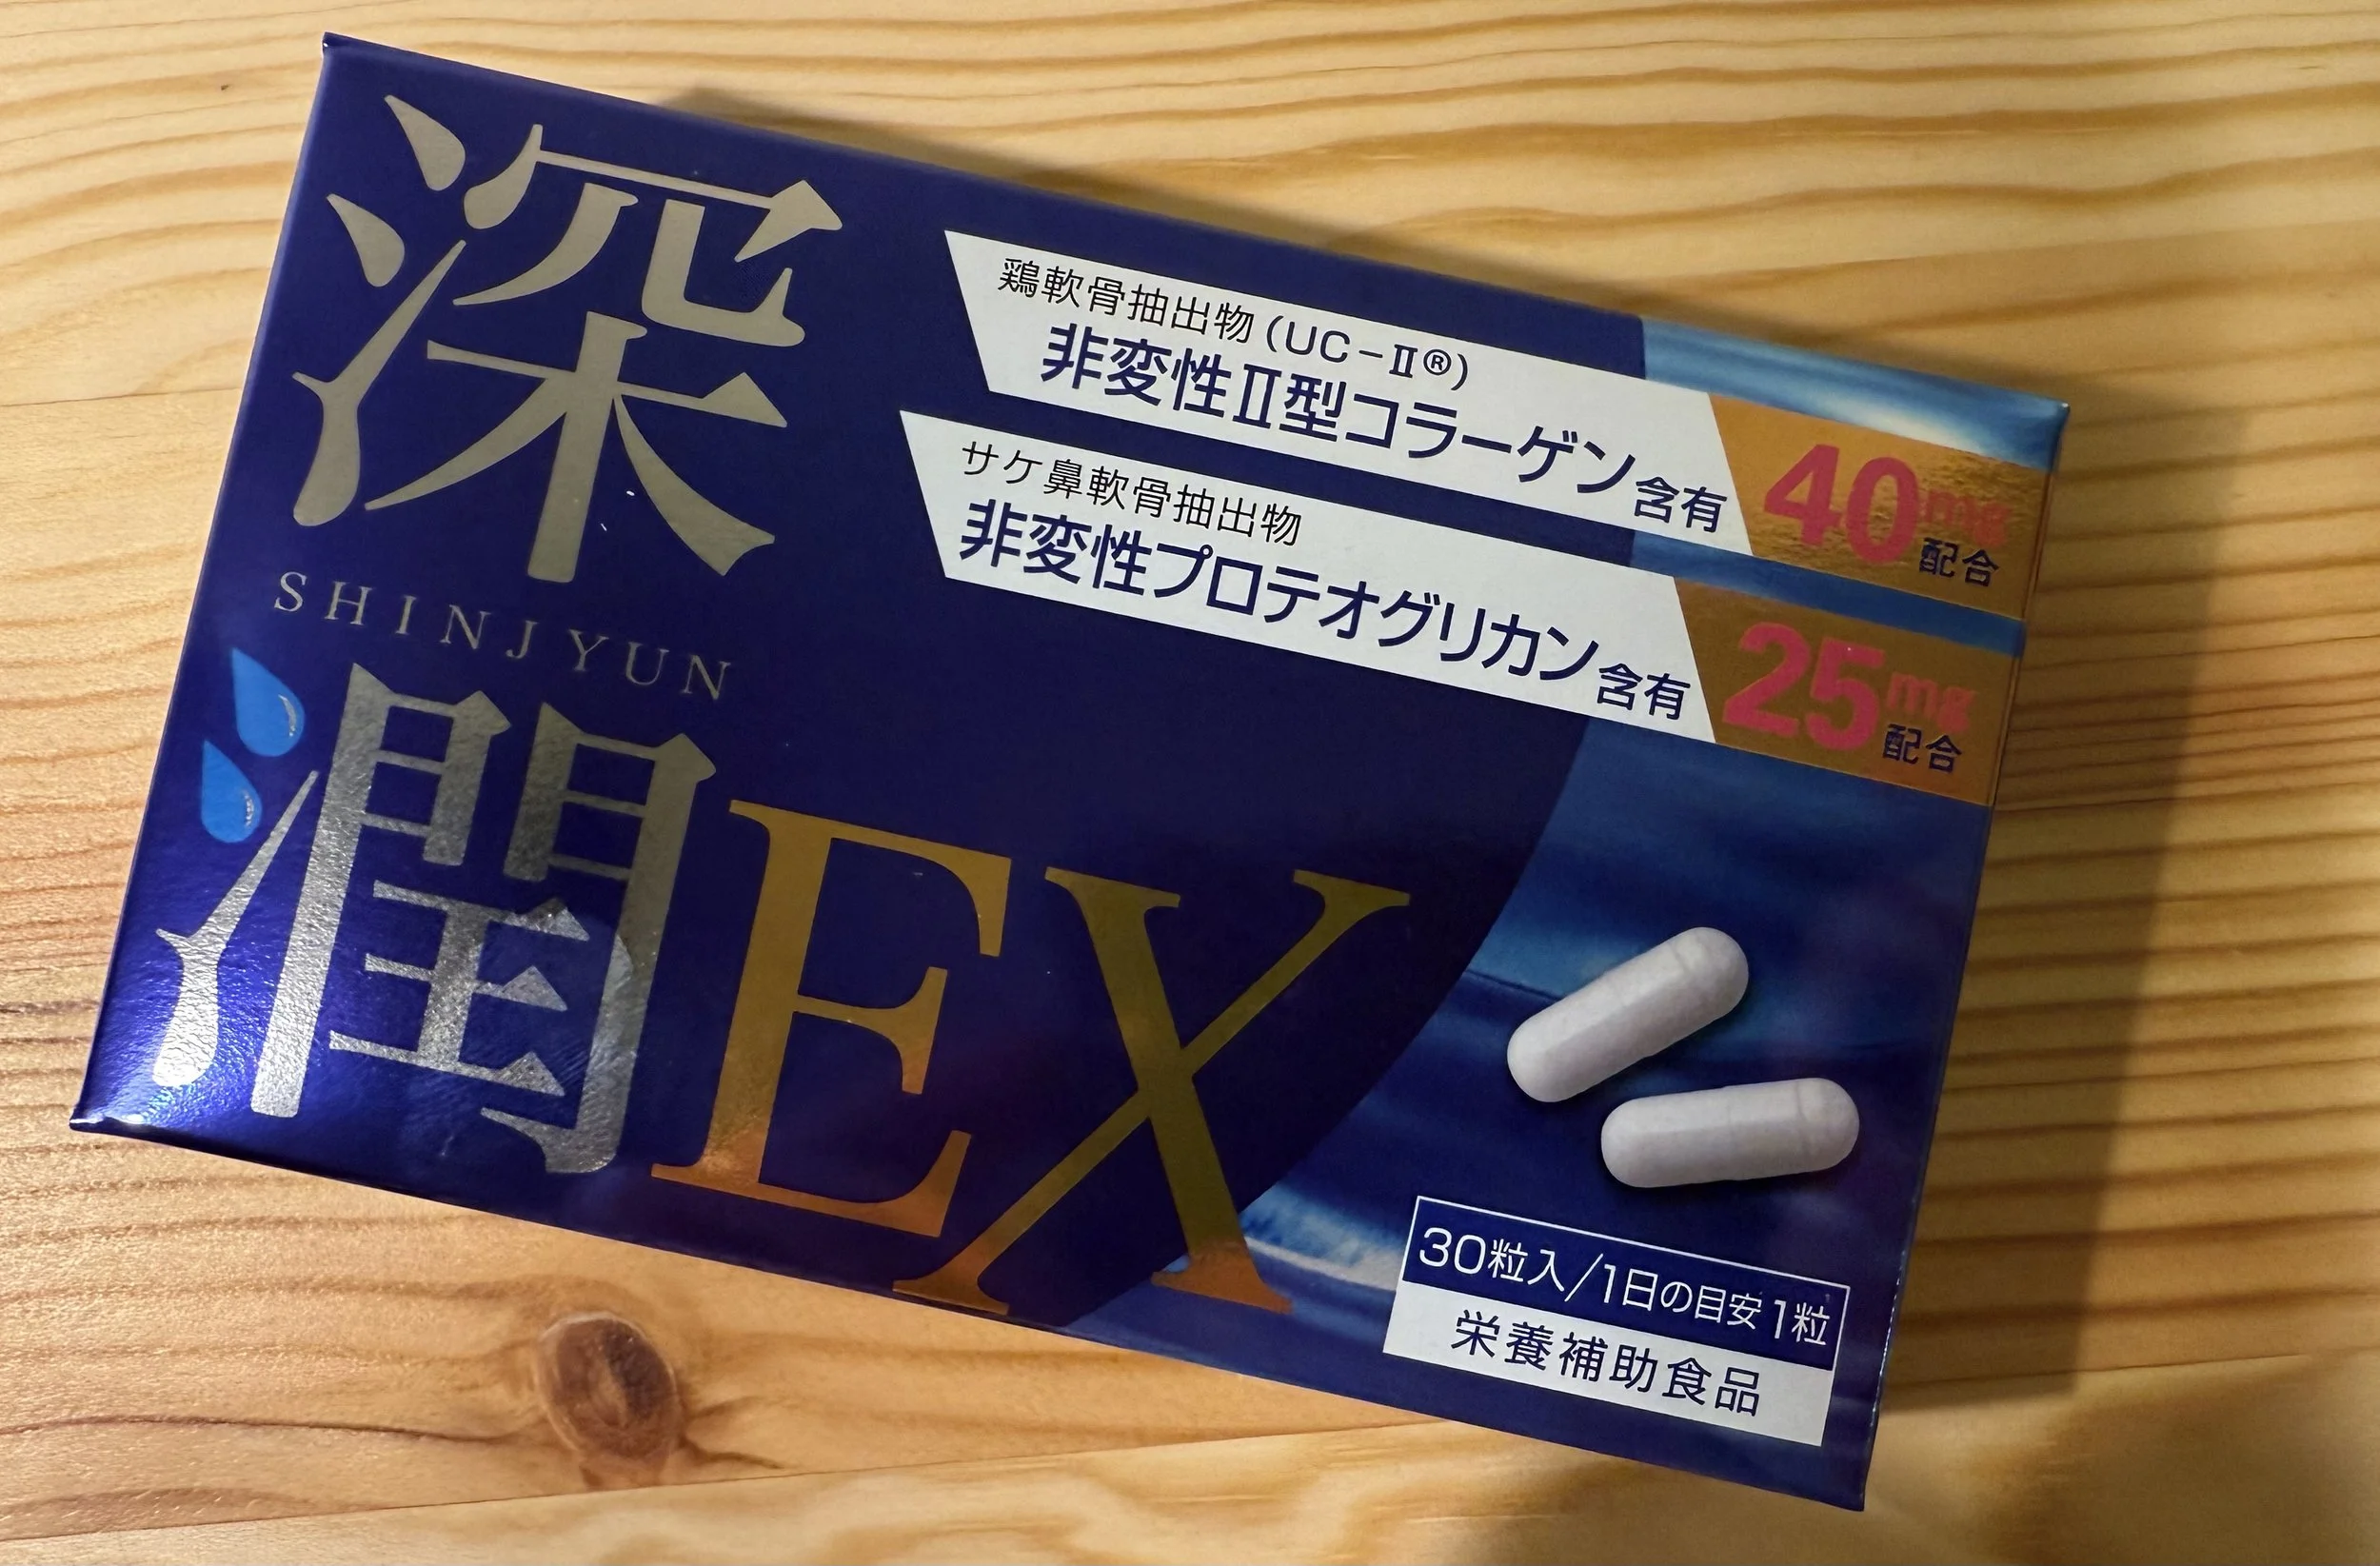 深
SHINJYUN
潤EX
鶏軟骨抽出物(UC-Ⅱ®)
非変性Ⅱ型コラーゲン含有
40mg
配合
サケ鼻軟骨抽出物
非変性プロテオグリカン含有
25mg
配合
30粒入/1日の目安1粒
栄養補助食品